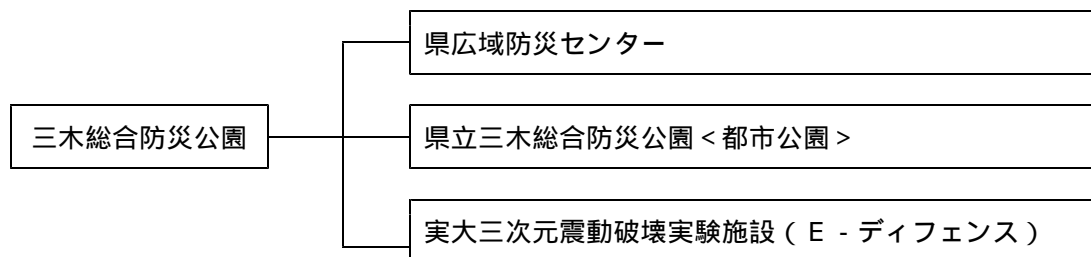 県広域防災センター
三木総合防災公園
県立三木総合防災公園＜都市公園＞
実大三次元震動破壊実験施設（Ｅ－ディフェンス）